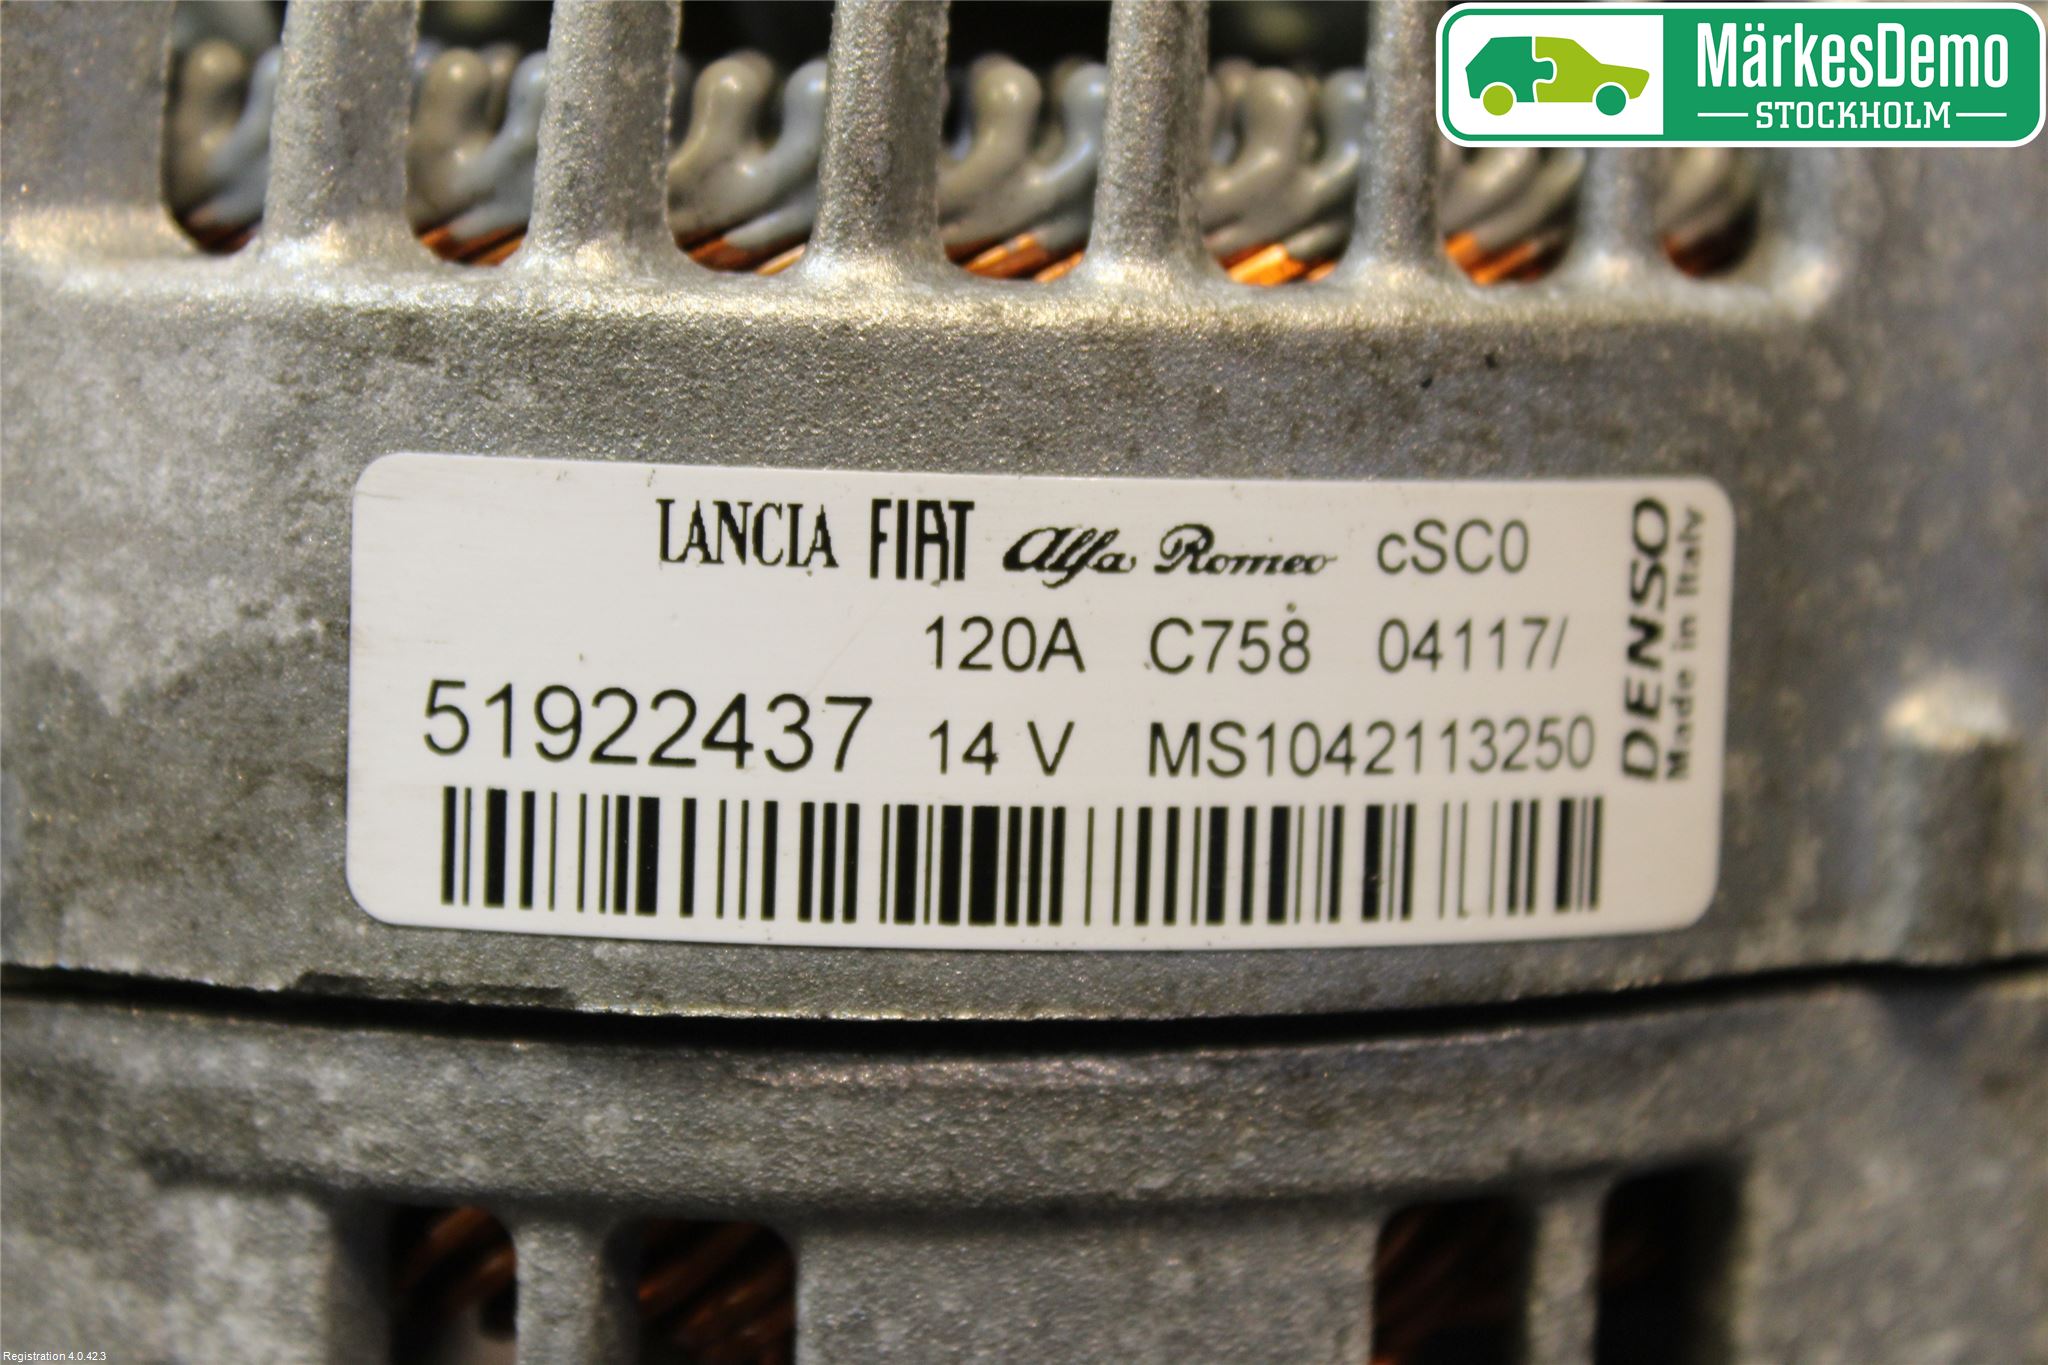 MärkesDemo
STOCKHOLM
LANCIA FIAT Alfa Romeo cSC0
120A C758 04117/
51922437 14 V MS1042113250
DENSO
Made in Italy
Registration 4.0.42.3